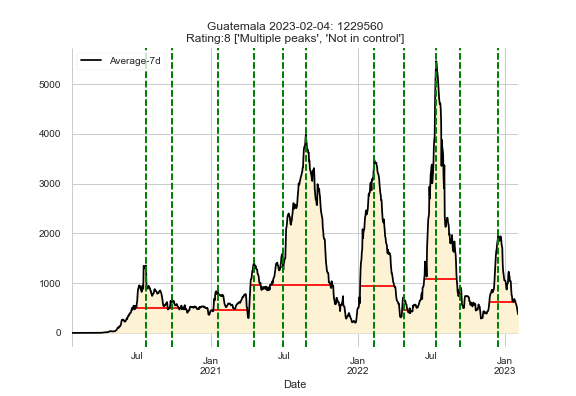 Guatemala 2023-02-04: 1229560
Rating:8 ['Multiple peaks', 'Not in control']
Average-7d
5000
4000
3000
2000
1000
0
Jul
Jan
2021
Jul
Jan
2022
Jul
Jan
2023
Date